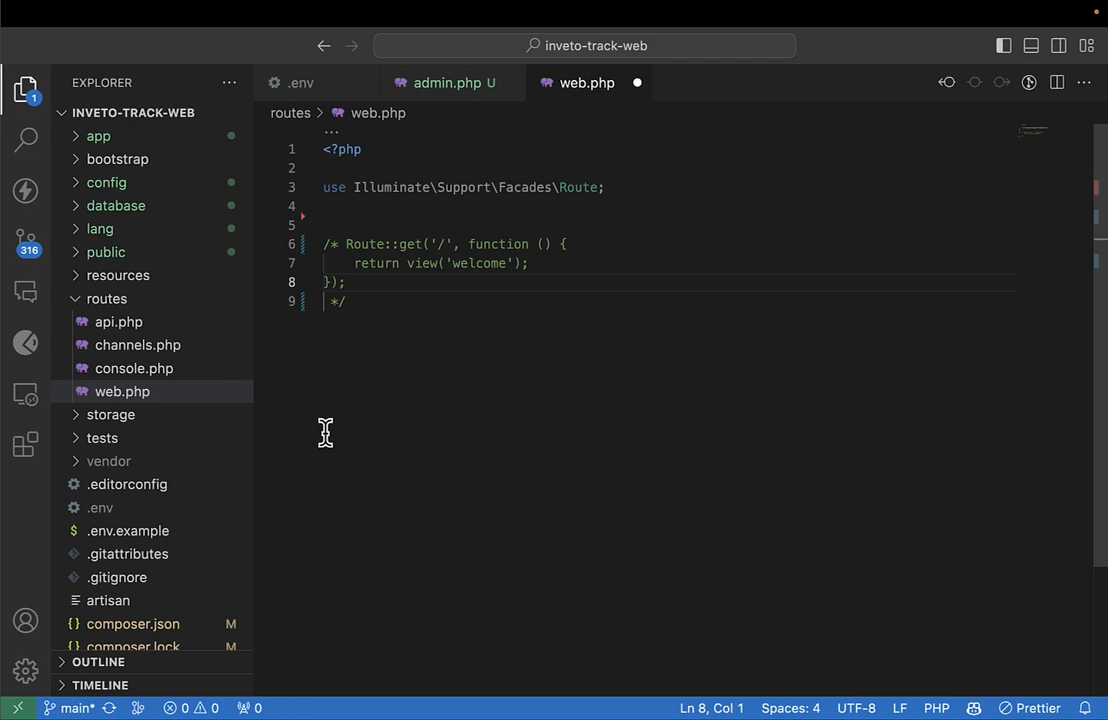 inveto-track-web
EXPLORER
.env
admin.php U
web.php
1
INVETO-TRACK-WEB
routes > web.php
app
bootstrap
config
database
lang
public
resources
routes
api.php
channels.php
console.php
web.php
storage
tests
vendor
.editorconfig
.env
$ .env.example
.gitattributes
.gitignore
artisan
{} composer.json M
{} composer.lock M
OUTLINE
TIMELINE
316
...
1 <?php
2
3 use Illuminate\Support\Facades\Route;
4
5
6 /* Route::get('/', function () {
7 return view('welcome');
8 });
9 */
main* 0 0 0
Ln 8, Col 1 Spaces: 4 UTF-8 LF PHP Prettier